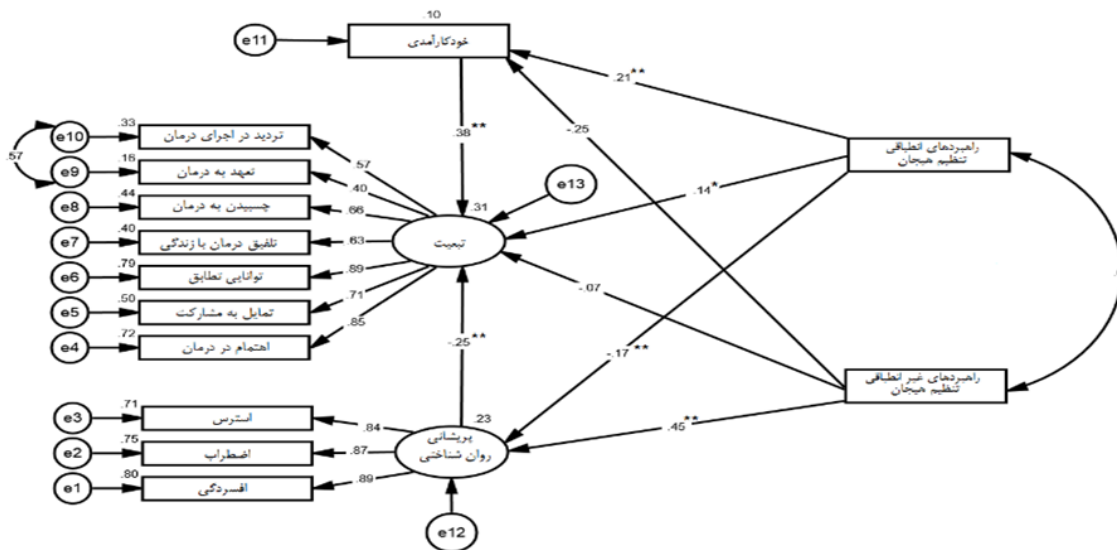 .10
e11
خودکارآمدی
.21**
.38**
-.25
.33
e10
تردید در اجرای درمان
.57
.57
.16
e9
تعهد به درمان
.40
.44
e8
چسبیدن به درمان
.66
.40
e7
تلفیق درمان با زندگی
.63
.79
e6
توانایی تطابق
.89
.50
e5
تمایل به مشارکت
.71
.72
e4
اهتمام در درمان
.85
e13
.31
تبعیت
راهبردهای انطباقی
تنظیم هیجان
.14*
-.07
-.25**
-.17**
راهبردهای غیر انطباقی
تنظیم هیجان
.45**
.71
e3
استرس
.84
.75
e2
اضطراب
.87
.80
e1
افسردگی
.89
.23
پریشانی
روان شناختی
e12